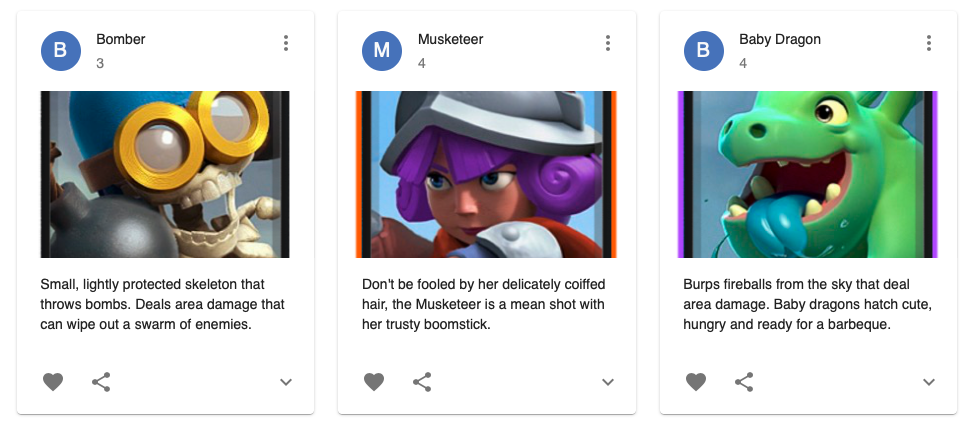 B
Bomber
3
Small, lightly protected skeleton that
throws bombs. Deals area damage that
can wipe out a swarm of enemies.
M
Musketeer
4
Don't be fooled by her delicately coiffed
hair, the Musketeer is a mean shot with
her trusty boomstick.
B
Baby Dragon
4
Burps fireballs from the sky that deal
area damage. Baby dragons hatch cute,
hungry and ready for a barbeque.